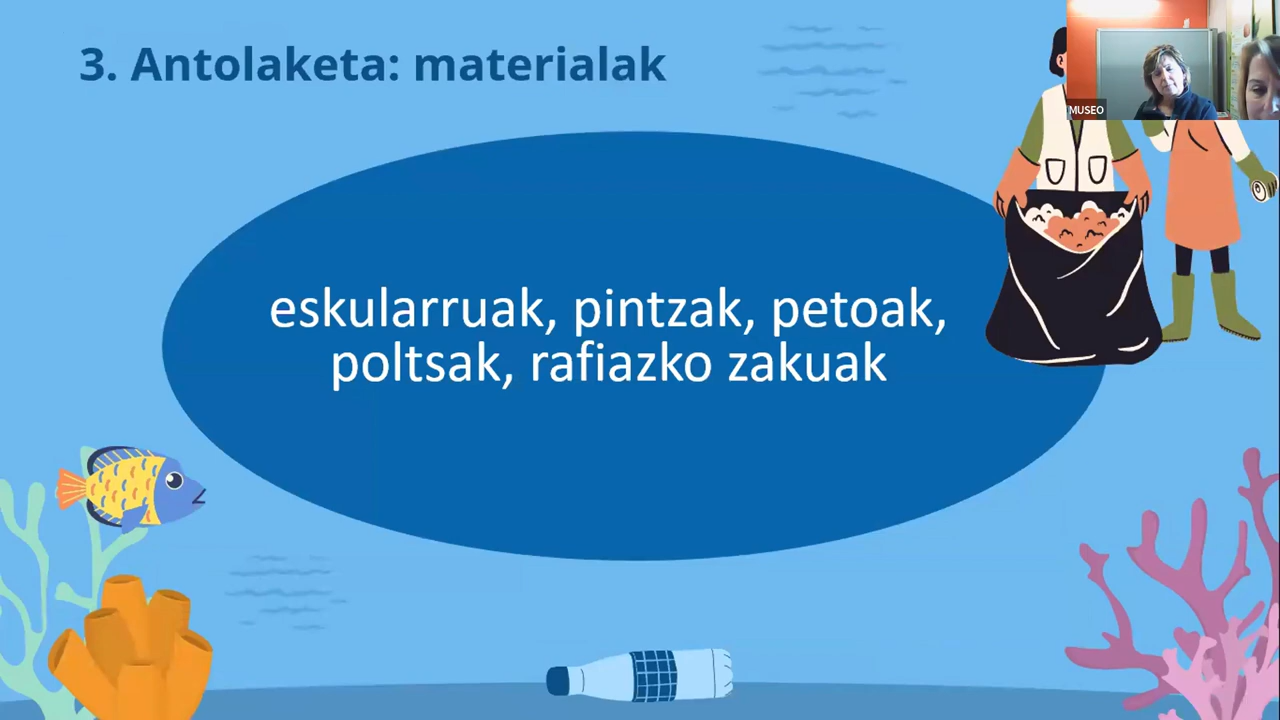 3. Antolaketa: materialak
MUSEO
eskularruak, pintzak, petoak,
poltsak, rafiazko zakuak